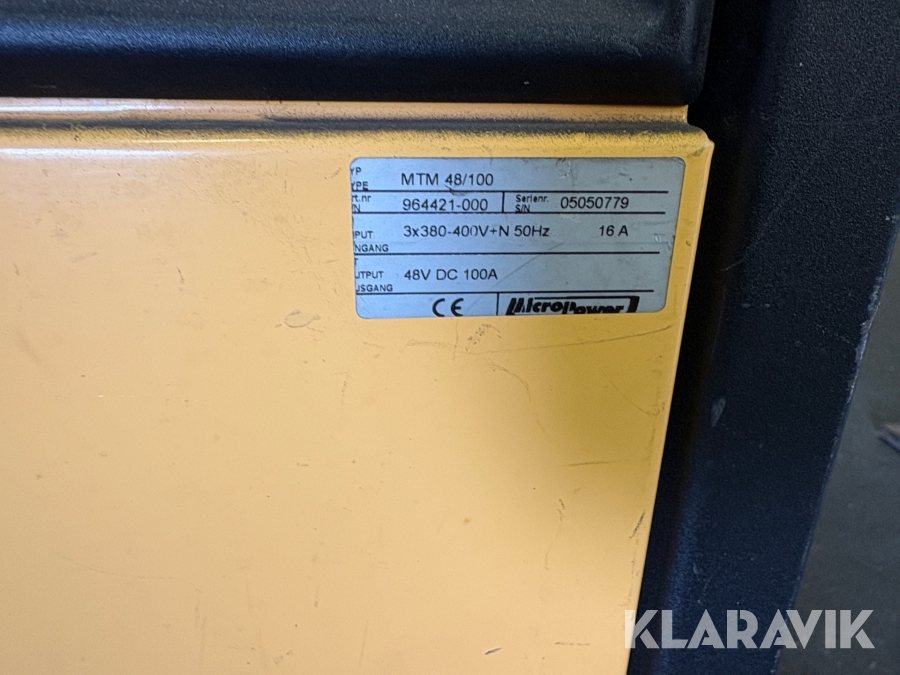 YP
YPE MTM 48/100
rt.nr
/N 964421-000 Serienr. S/N 05050779
PUT 3x380-400V+N 50Hz 16 A
NGANG
UTPUT 48V DC 100A
USGANG
CE MicroPower
KLARAVIK